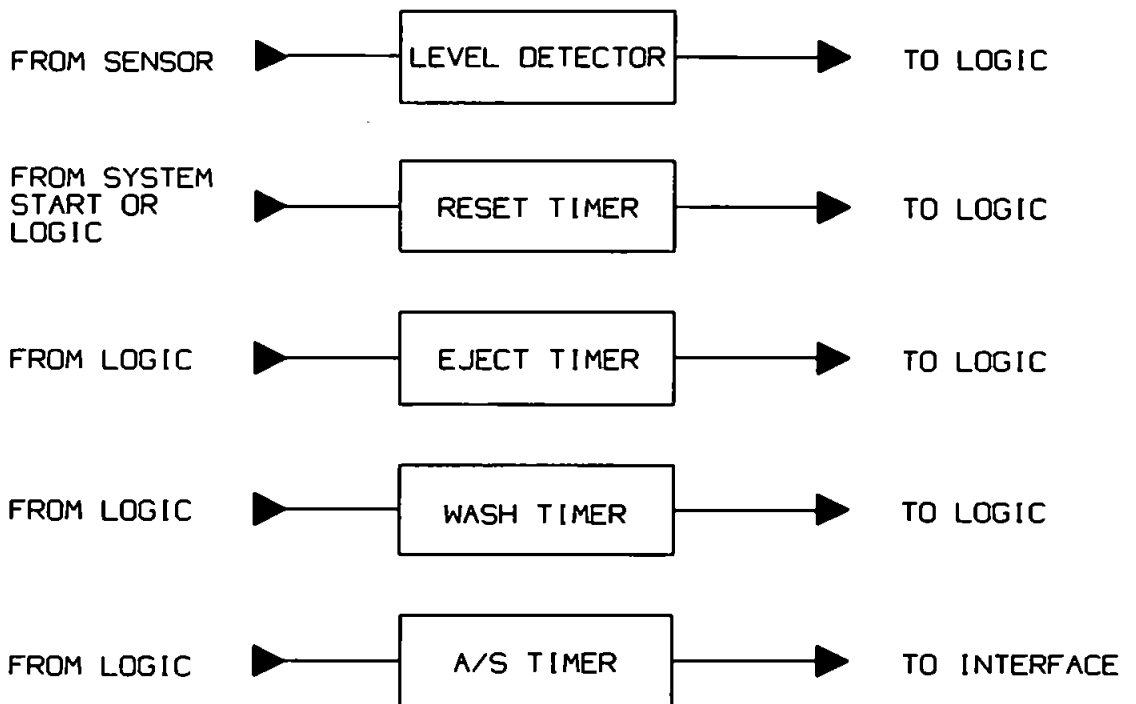 FROM SENSOR
LEVEL DETECTOR
TO LOGIC
FROM SYSTEM
START OR
LOGIC
RESET TIMER
TO LOGIC
FROM LOGIC
EJECT TIMER
TO LOGIC
FROM LOGIC
WASH TIMER
TO LOGIC
FROM LOGIC
A/S TIMER
TO INTERFACE